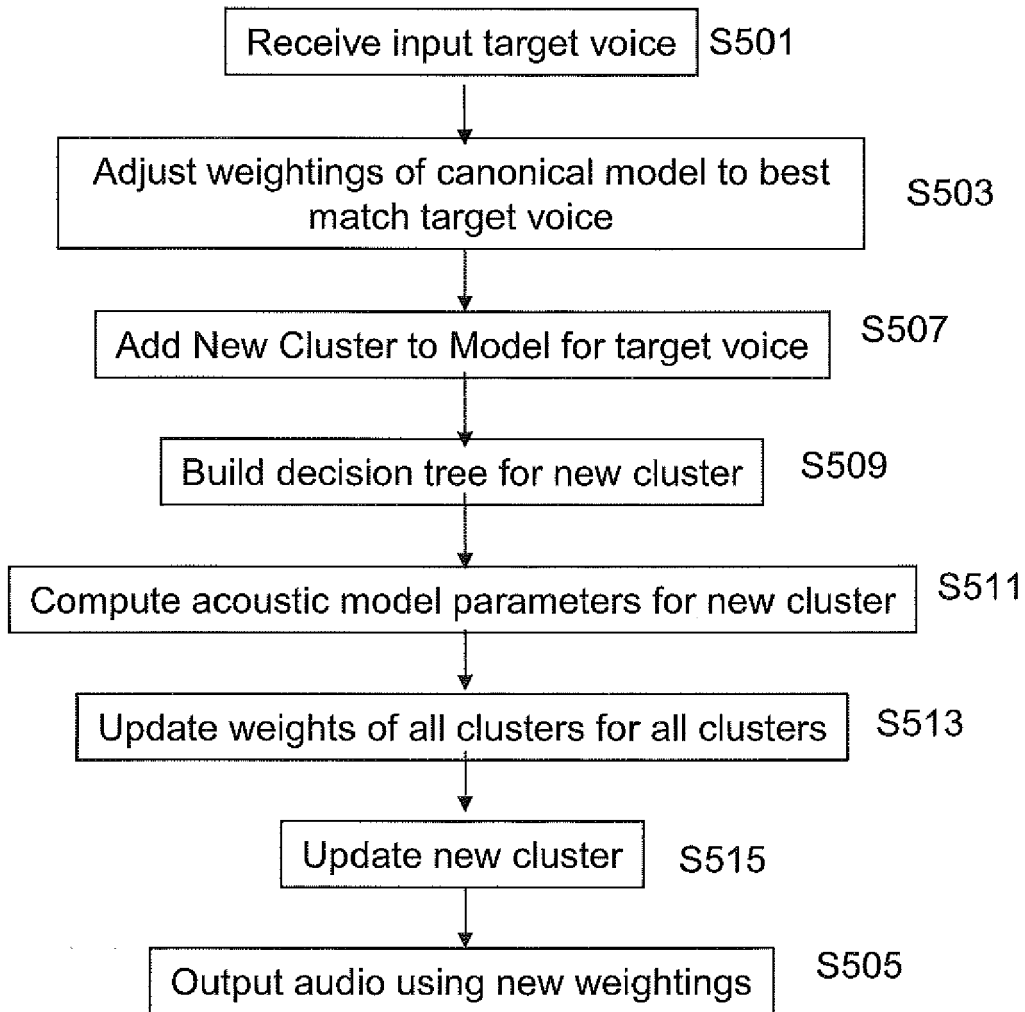 Receive input target voice S501
Adjust weightings of canonical model to best
match target voice
S503
Add New Cluster to Model for target voice S507
Build decision tree for new cluster S509
Compute acoustic model parameters for new cluster S511
Update weights of all clusters for all clusters S513
Update new cluster S515
Output audio using new weightings S505